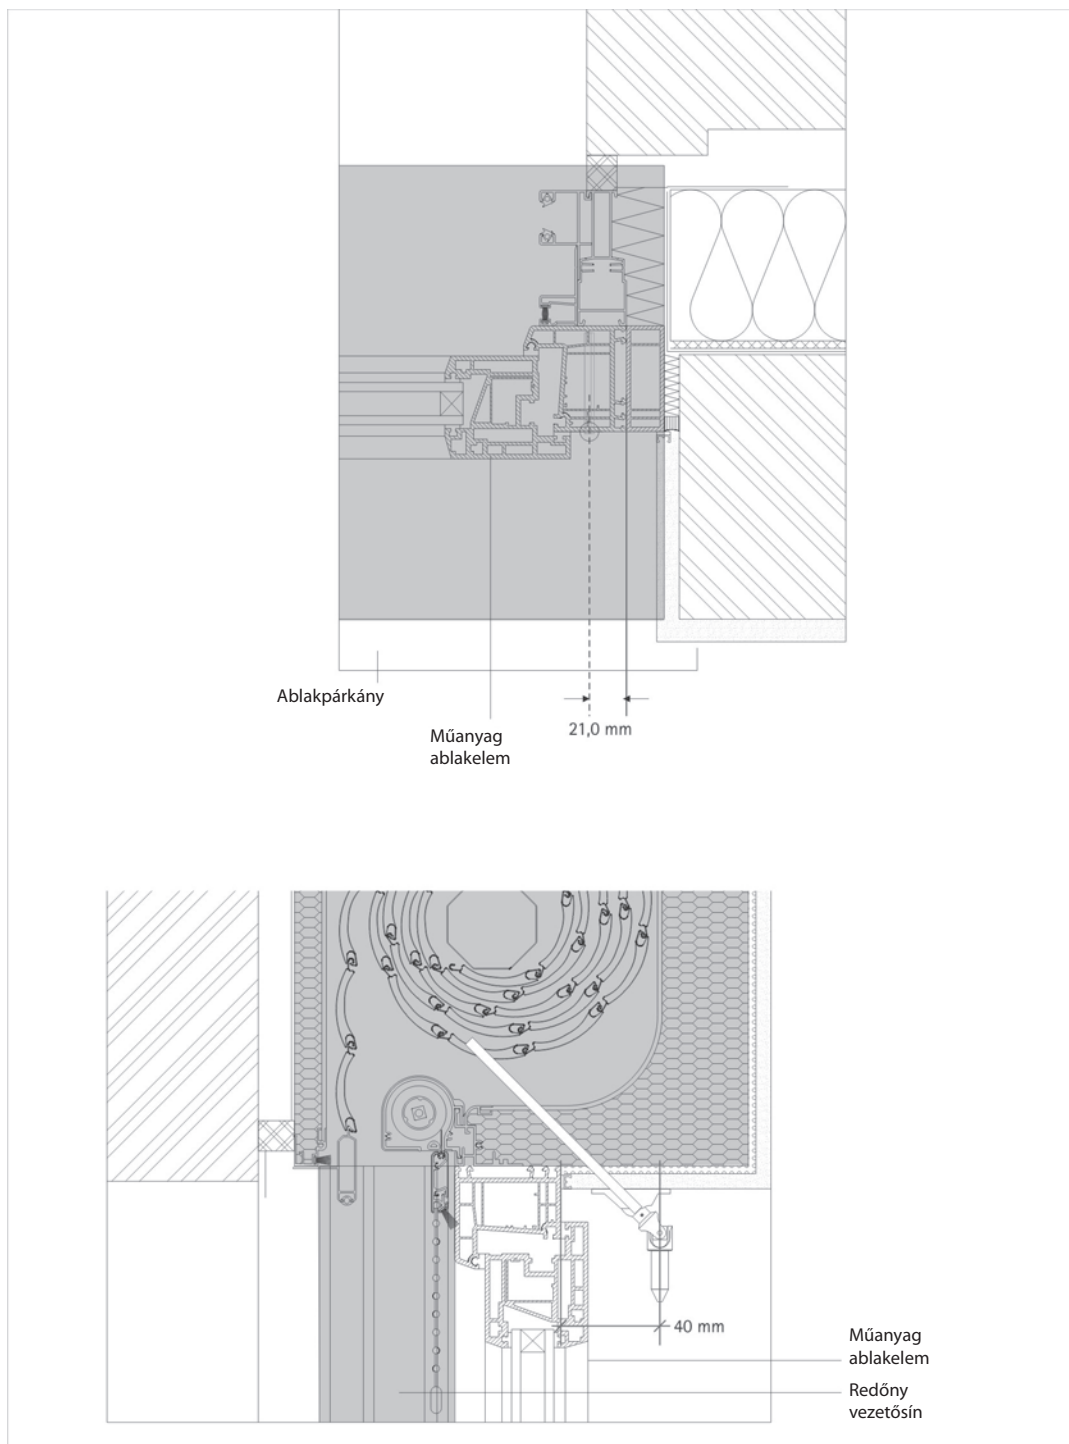 Ablakpárkány
Műanyag
ablakelem
21,0 mm
40 mm
Műanyag
ablakelem
Redőny
vezetősín